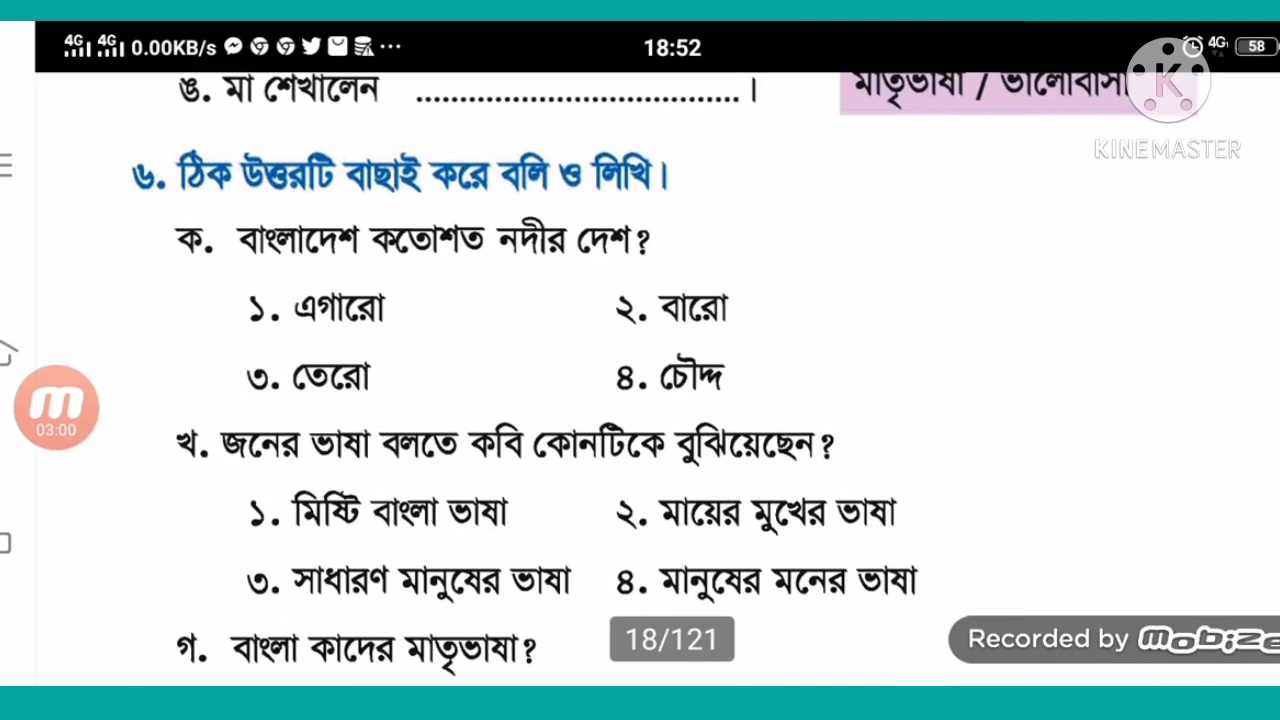 4G 4G 0.00KB/s 18:52 4G 58
ঙ. মা শেখালেন ..................................... । মাতৃভাষা / ভালোবাসা
K
KINEMASTER
৬. ঠিক উত্তরটি বাছাই করে বলি ও লিখি।
ক. বাংলাদেশ কতোশত নদীর দেশ?
১. এগারো ২. বারো
৩. তেরো ৪. চৌদ্দ
03:00
খ. জনের ভাষা বলতে কবি কোনটিকে বুঝিয়েছেন?
১. মিষ্টি বাংলা ভাষা ২. মায়ের মুখের ভাষা
৩. সাধারণ মানুষের ভাষা ৪. মানুষের মনের ভাষা
গ. বাংলা কাদের মাতৃভাষা?
18/121
Recorded by mobize